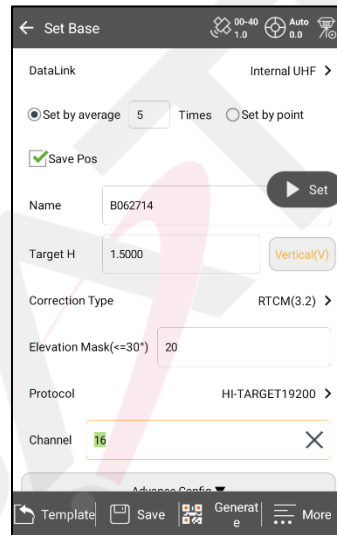 Set Base 00-40 1.0 Auto 0.0
DataLink Internal UHF >
Set by average 5 Times Set by point
Save Pos
Set
Name B062714
Target H 1.5000 Vertical(V)
Correction Type RTCM(3.2) >
Elevation Mask(<=30°) 20
Protocol HI-TARGET19200 >
Channel 16
Advance Config ▼
Template Save Generat
e More